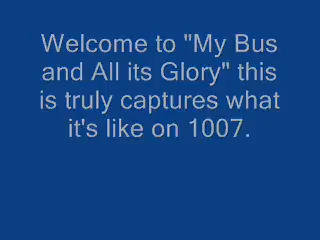 Welcome to "My Bus
and All its Glory" this
is truly captures what
it's like on 1007.